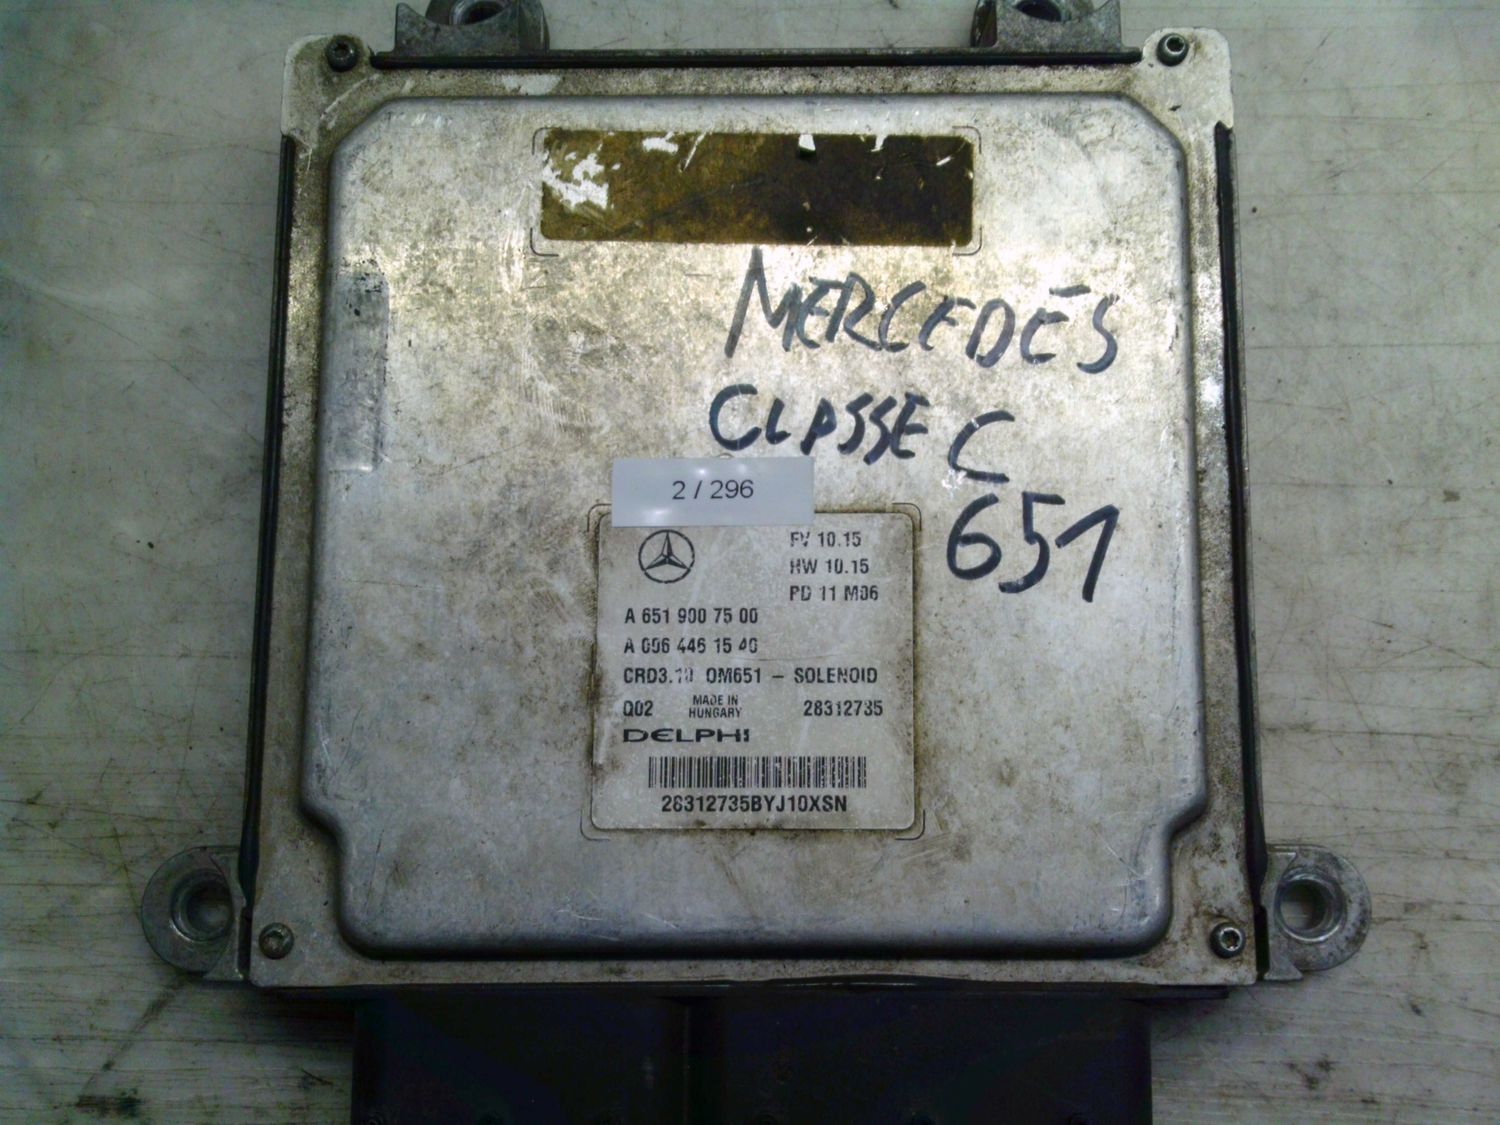 MERCEDES
CLASSE C
651
2 / 296
FV 10.15
HW 10.15
PD 11 M06
A 651 900 75 00
A 006 446 15 40
CRD3.10 OM651 – SOLENOID
Q02 MADE IN HUNGARY 28312735
DELPHI
28312735BYJ10XSN